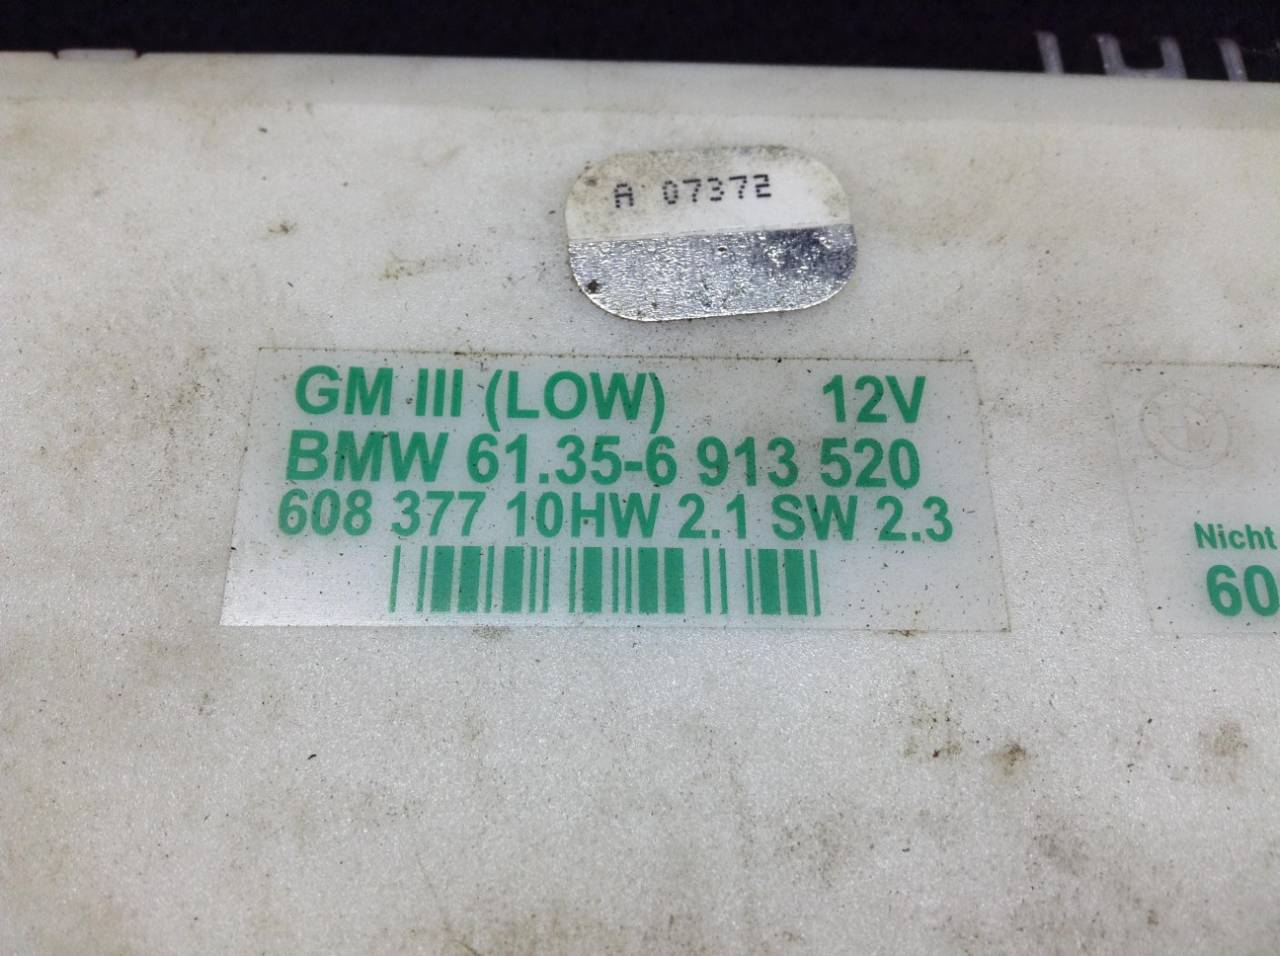 A 07372
GM III (LOW) 12V
BMW 61.35-6 913 520
608 377 10HW 2.1 SW 2.3
Nicht
60